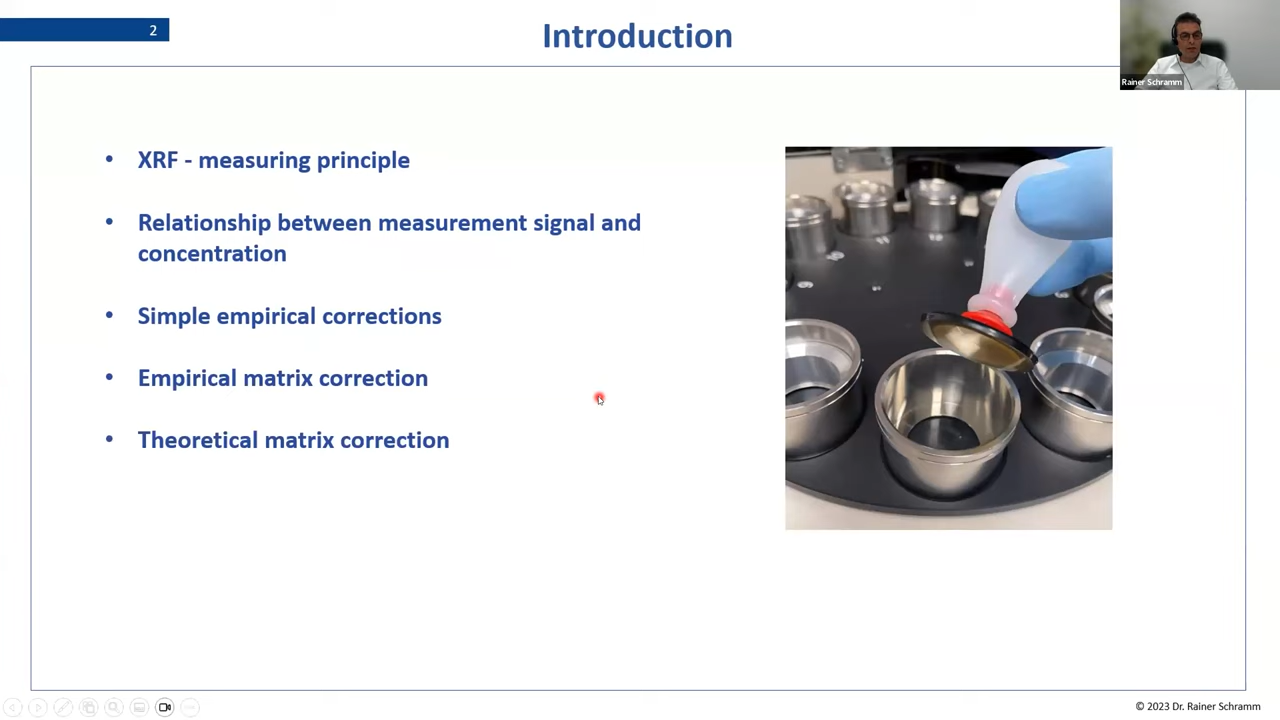 2
Introduction
Rainer Schramm
• XRF - measuring principle
• Relationship between measurement signal and
concentration
• Simple empirical corrections
• Empirical matrix correction
• Theoretical matrix correction
© 2023 Dr. Rainer Schramm